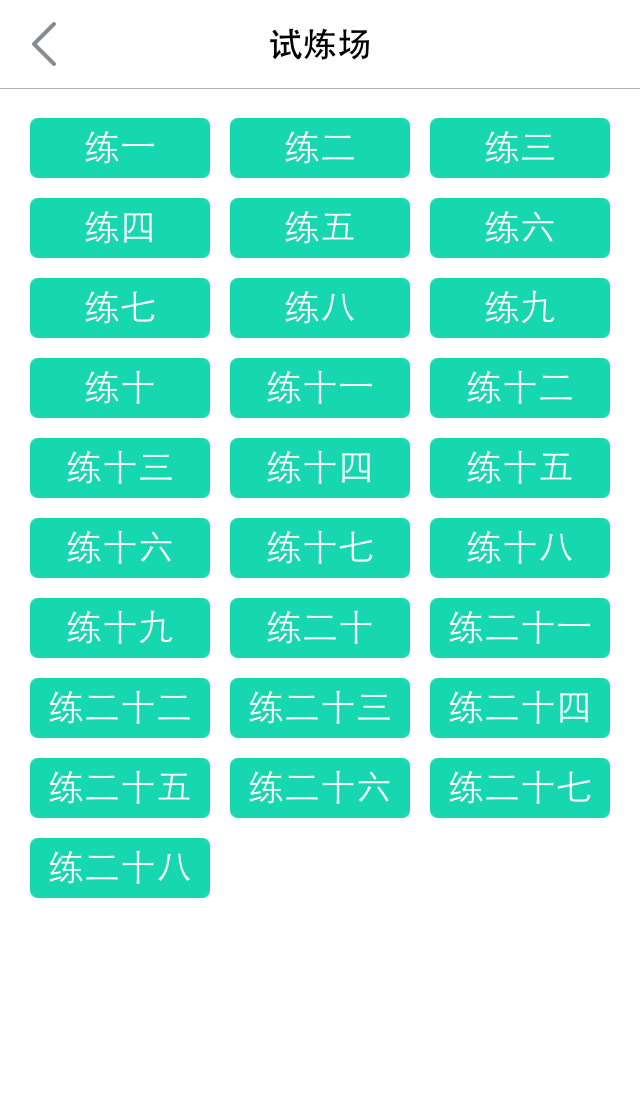 试炼场
练一 练二 练三
练四 练五 练六
练七 练八 练九
练十 练十一 练十二
练十三 练十四 练十五
练十六 练十七 练十八
练十九 练二十 练二十一
练二十二 练二十三 练二十四
练二十五 练二十六 练二十七
练二十八